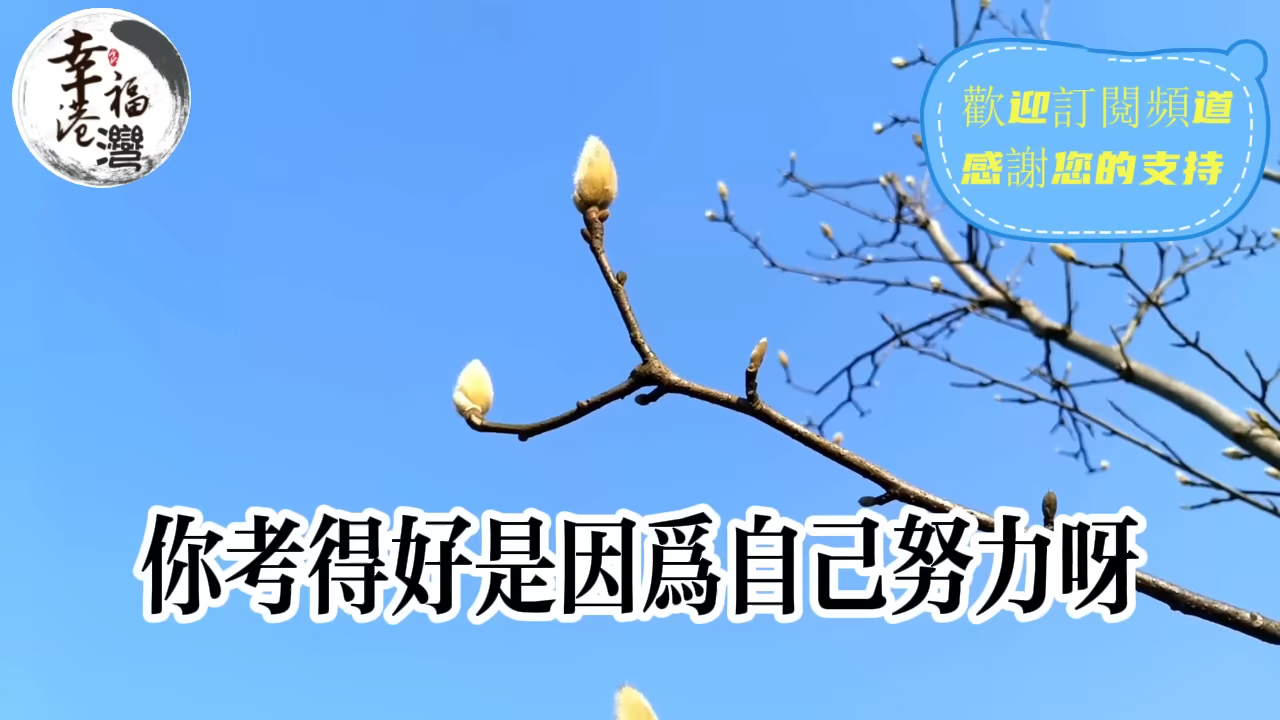 幸福
港灣
歡迎訂閱頻道
感謝您的支持
你考得好是因爲自己努力呀